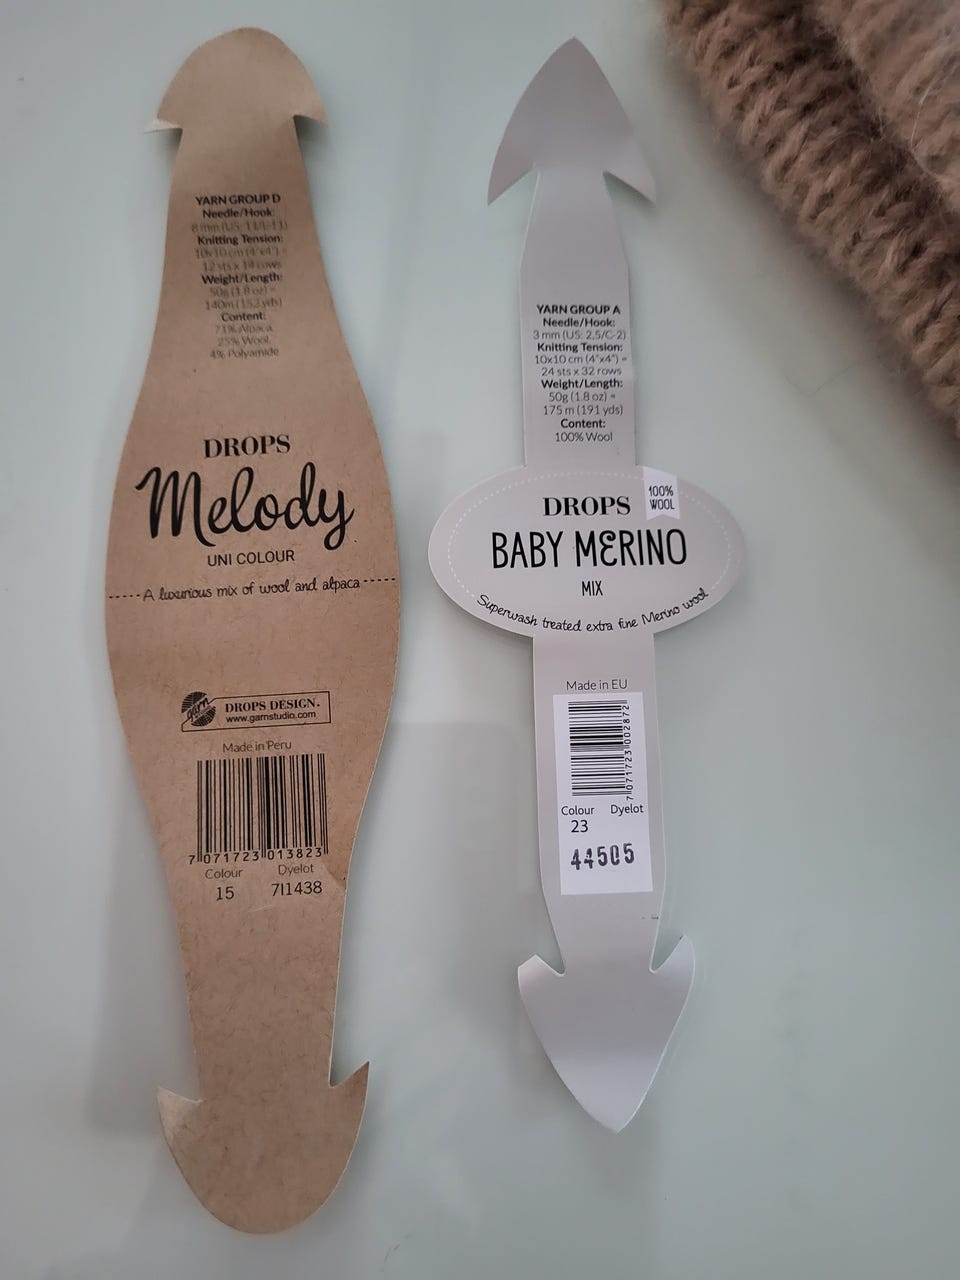 YARN GROUP D
Needle/Hook:
8 mm (US: 11/L-11)
Knitting Tension:
10x10 cm (4"x4") =
12 sts x 14 rows
Weight/Length:
50g (1.8 oz) =
140m (153 yds)
Content:
71% Alpaca
25% Wool
4% Polyamide
DROPS
Melody
UNI COLOUR
A luxurious mix of wool and alpaca
garn
DROPS DESIGN.
www.garnstudio.com
Made in Peru
7 071723 013823
Colour Dyelot
15 7I1438
YARN GROUP A
Needle/Hook:
3 mm (US: 2,5/C-2)
Knitting Tension:
10x10 cm (4"x4") =
24 sts x 32 rows
Weight/Length:
50g (1.8 oz) =
175 m (191 yds)
Content:
100% Wool
100%
WOOL
DROPS
BABY MERINO
MIX
Superwash treated extra fine Merino wool
Made in EU
7 071723 002872
Colour Dyelot
23
44505